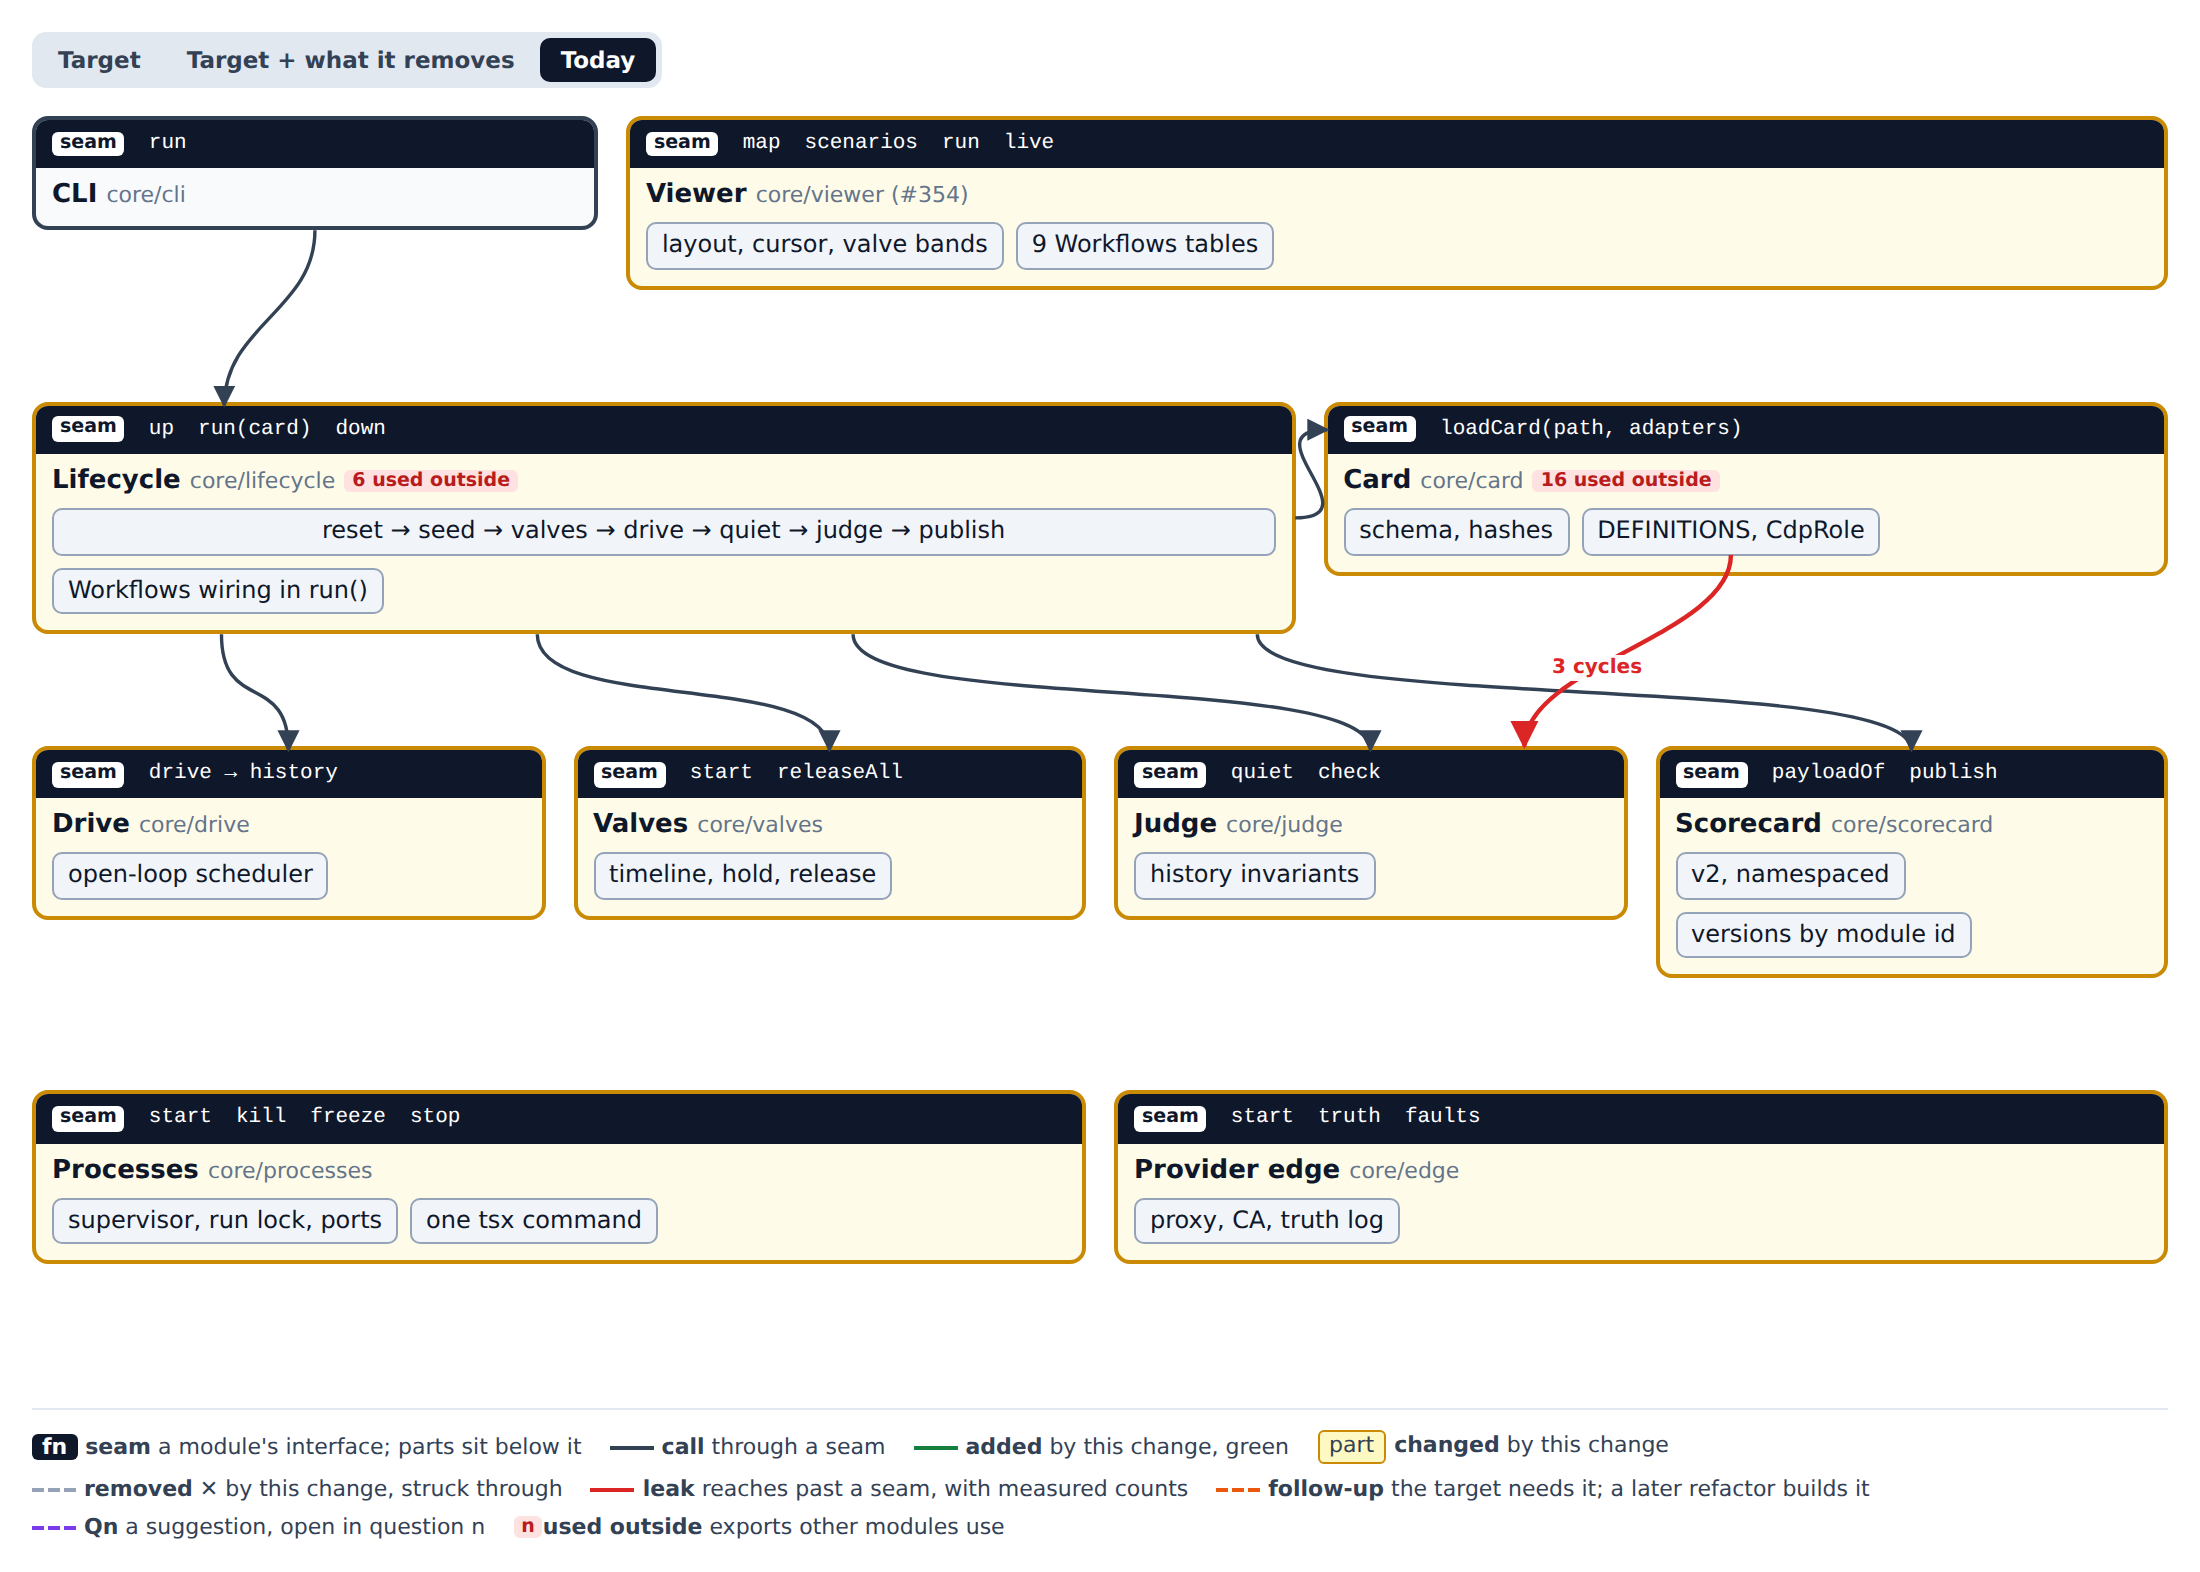 Target Target + what it removes Today
seam run
CLI core/cli
seam map scenarios run live
Viewer core/viewer (#354)
layout, cursor, valve bands
9 Workflows tables
seam up run(card) down
Lifecycle core/lifecycle 6 used outside
reset → seed → valves → drive → quiet → judge → publish
Workflows wiring in run()
seam loadCard(path, adapters)
Card core/card 16 used outside
schema, hashes
DEFINITIONS, CdpRole
3 cycles
seam drive → history
Drive core/drive
open-loop scheduler
seam start releaseAll
Valves core/valves
timeline, hold, release
seam quiet check
Judge core/judge
history invariants
seam payloadOf publish
Scorecard core/scorecard
v2, namespaced
versions by module id
seam start kill freeze stop
Processes core/processes
supervisor, run lock, ports
one tsx command
seam start truth faults
Provider edge core/edge
proxy, CA, truth log
fn seam a module's interface; parts sit below it call through a seam added by this change, green part changed by this change
removed ✕ by this change, struck through leak reaches past a seam, with measured counts follow-up the target needs it; a later refactor builds it
Qn a suggestion, open in question n n used outside exports other modules use